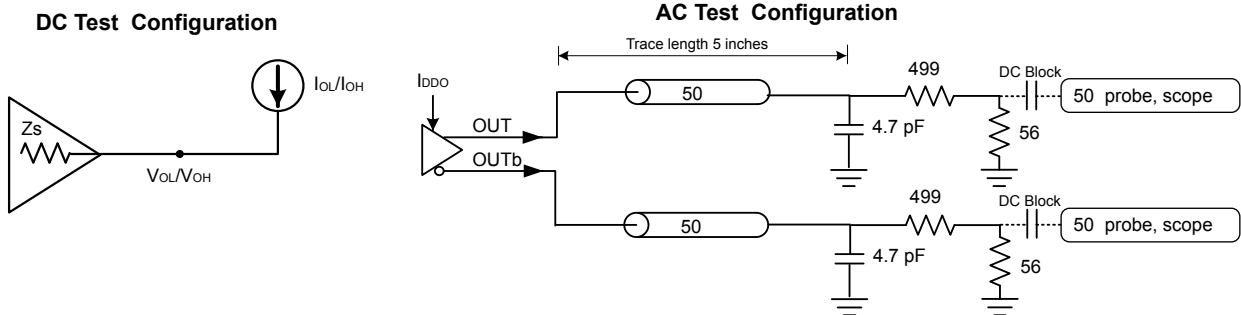 DC Test Configuration
Zs
VOL/VOH
IOL/IOH
AC Test Configuration
Trace length 5 inches
IDDO
OUT
OUTb
50
4.7 pF
499
DC Block
50 probe, scope
56
50
4.7 pF
499
DC Block
50 probe, scope
56